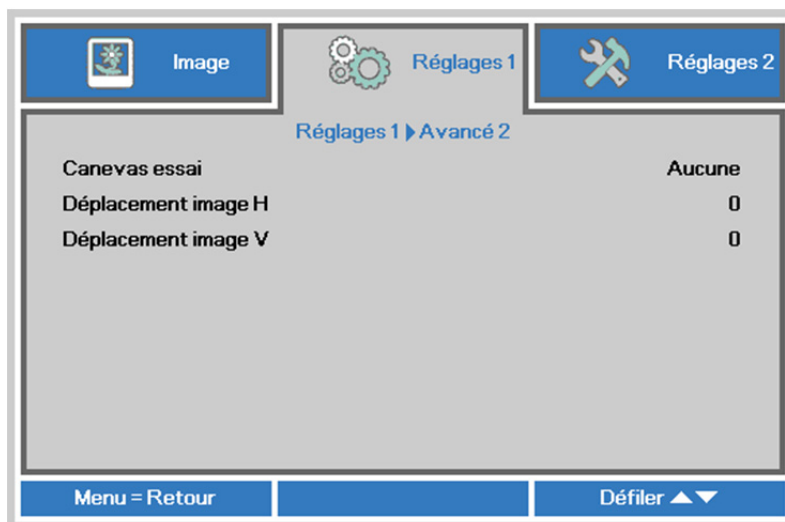 Image
Réglages 1
Réglages 2
Réglages 1 ▶ Avancé 2
Canevas essai Aucune
Déplacement image H 0
Déplacement image V 0
Menu = Retour
Défiler ▲▼